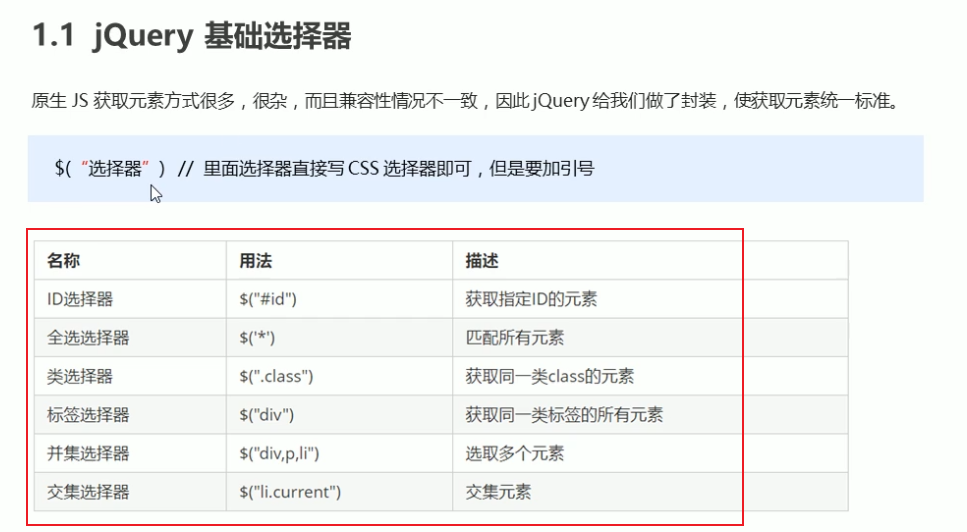 1.1 jQuery 基础选择器
原生 JS 获取元素方式很多，很杂，而且兼容性情况不一致，因此 jQuery 给我们做了封装，使获取元素统一标准。
$(“选择器”) // 里面选择器直接写 CSS 选择器即可，但是要加引号
名称 用法 描述
ID选择器 $("#id") 获取指定ID的元素
全选选择器 $('*') 匹配所有元素
类选择器 $(".class") 获取同一类class的元素
标签选择器 $("div") 获取同一类标签的所有元素
并集选择器 $("div,p,li") 选取多个元素
交集选择器 $("li.current") 交集元素